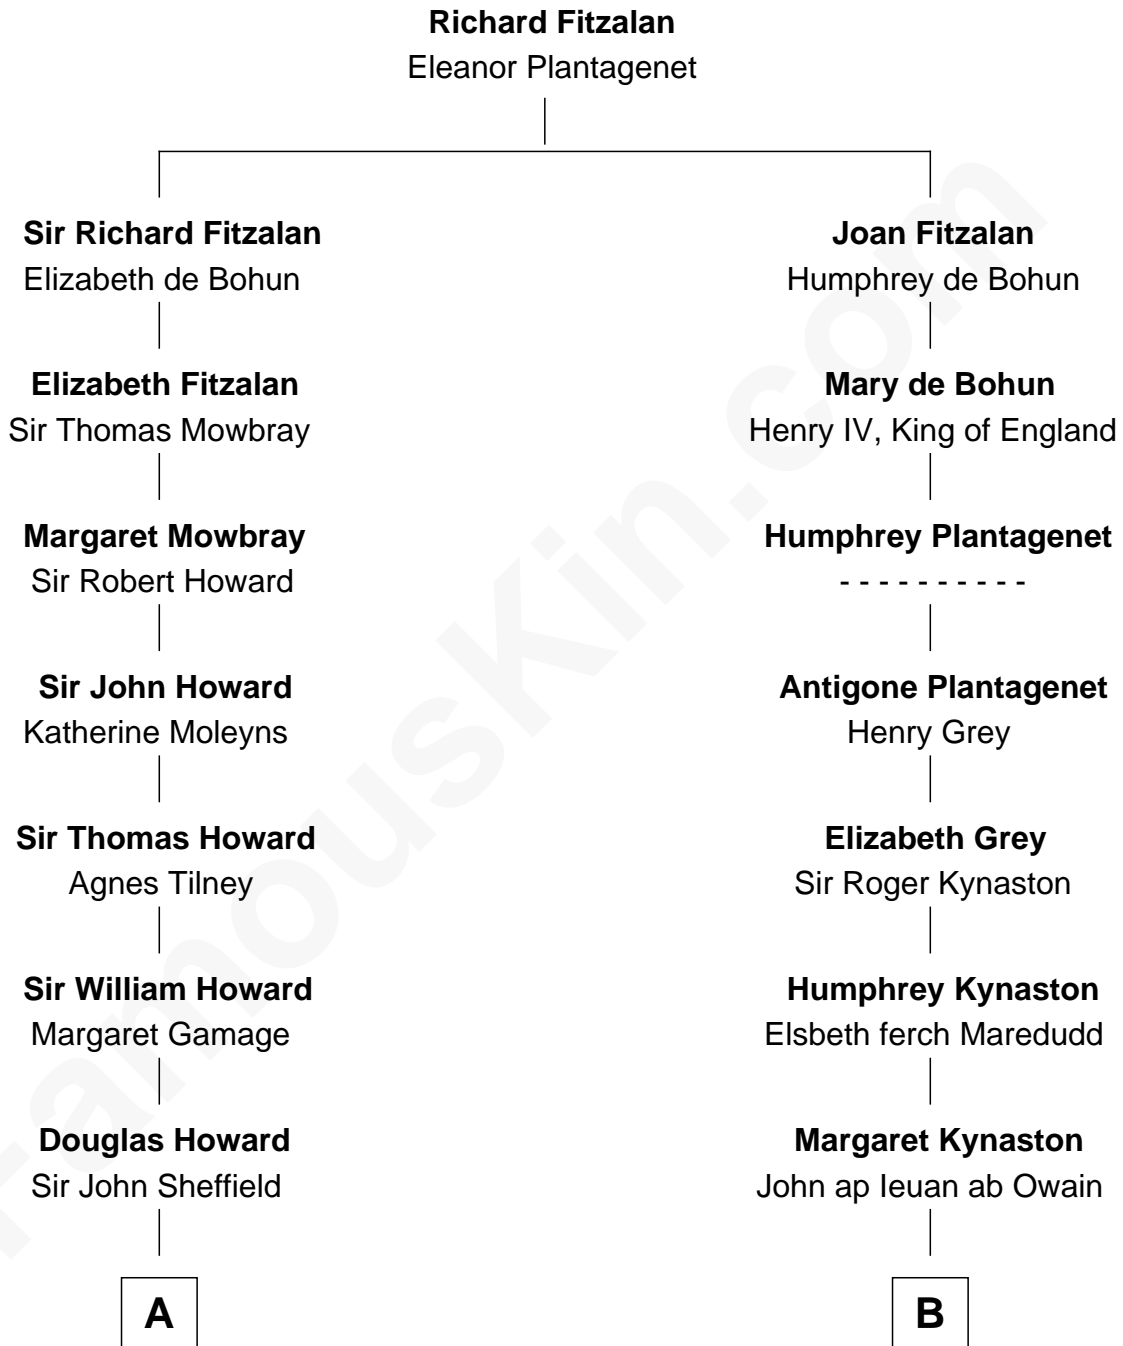 Richard Fitzalan
Eleanor Plantagenet
Sir Richard Fitzalan
Elizabeth de Bohun
Elizabeth Fitzalan
Sir Thomas Mowbray
Margaret Mowbray
Sir Robert Howard
Sir John Howard
Katherine Moleyns
Sir Thomas Howard
Agnes Tilney
Sir William Howard
Margaret Gamage
Douglas Howard
Sir John Sheffield
A
Joan Fitzalan
Humphrey de Bohun
Mary de Bohun
Henry IV, King of England
Humphrey Plantagenet
- - - - - - - - - -
Antigone Plantagenet
Henry Grey
Elizabeth Grey
Sir Roger Kynaston
Humphrey Kynaston
Elsbeth ferch Maredudd
Margaret Kynaston
John ap Ieuan ab Owain
B
FamousKin.com